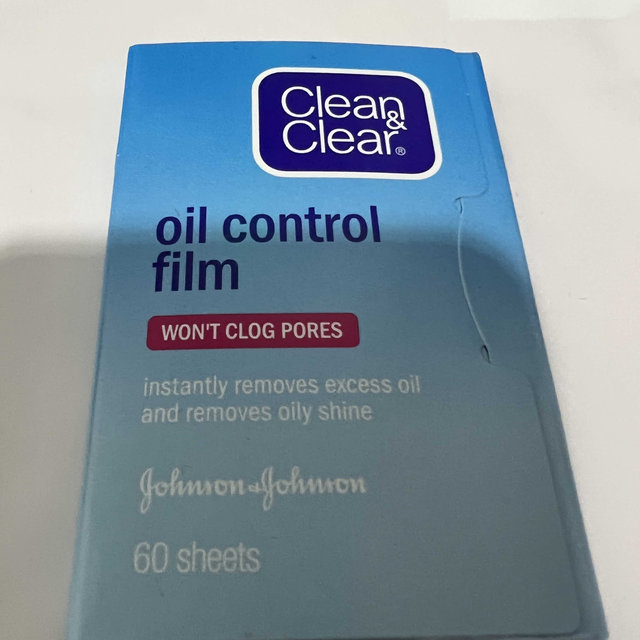 Clean
&
Clear®
oil control
film
WON'T CLOG PORES
instantly removes excess oil
and removes oily shine
Johnson & Johnson
60 sheets